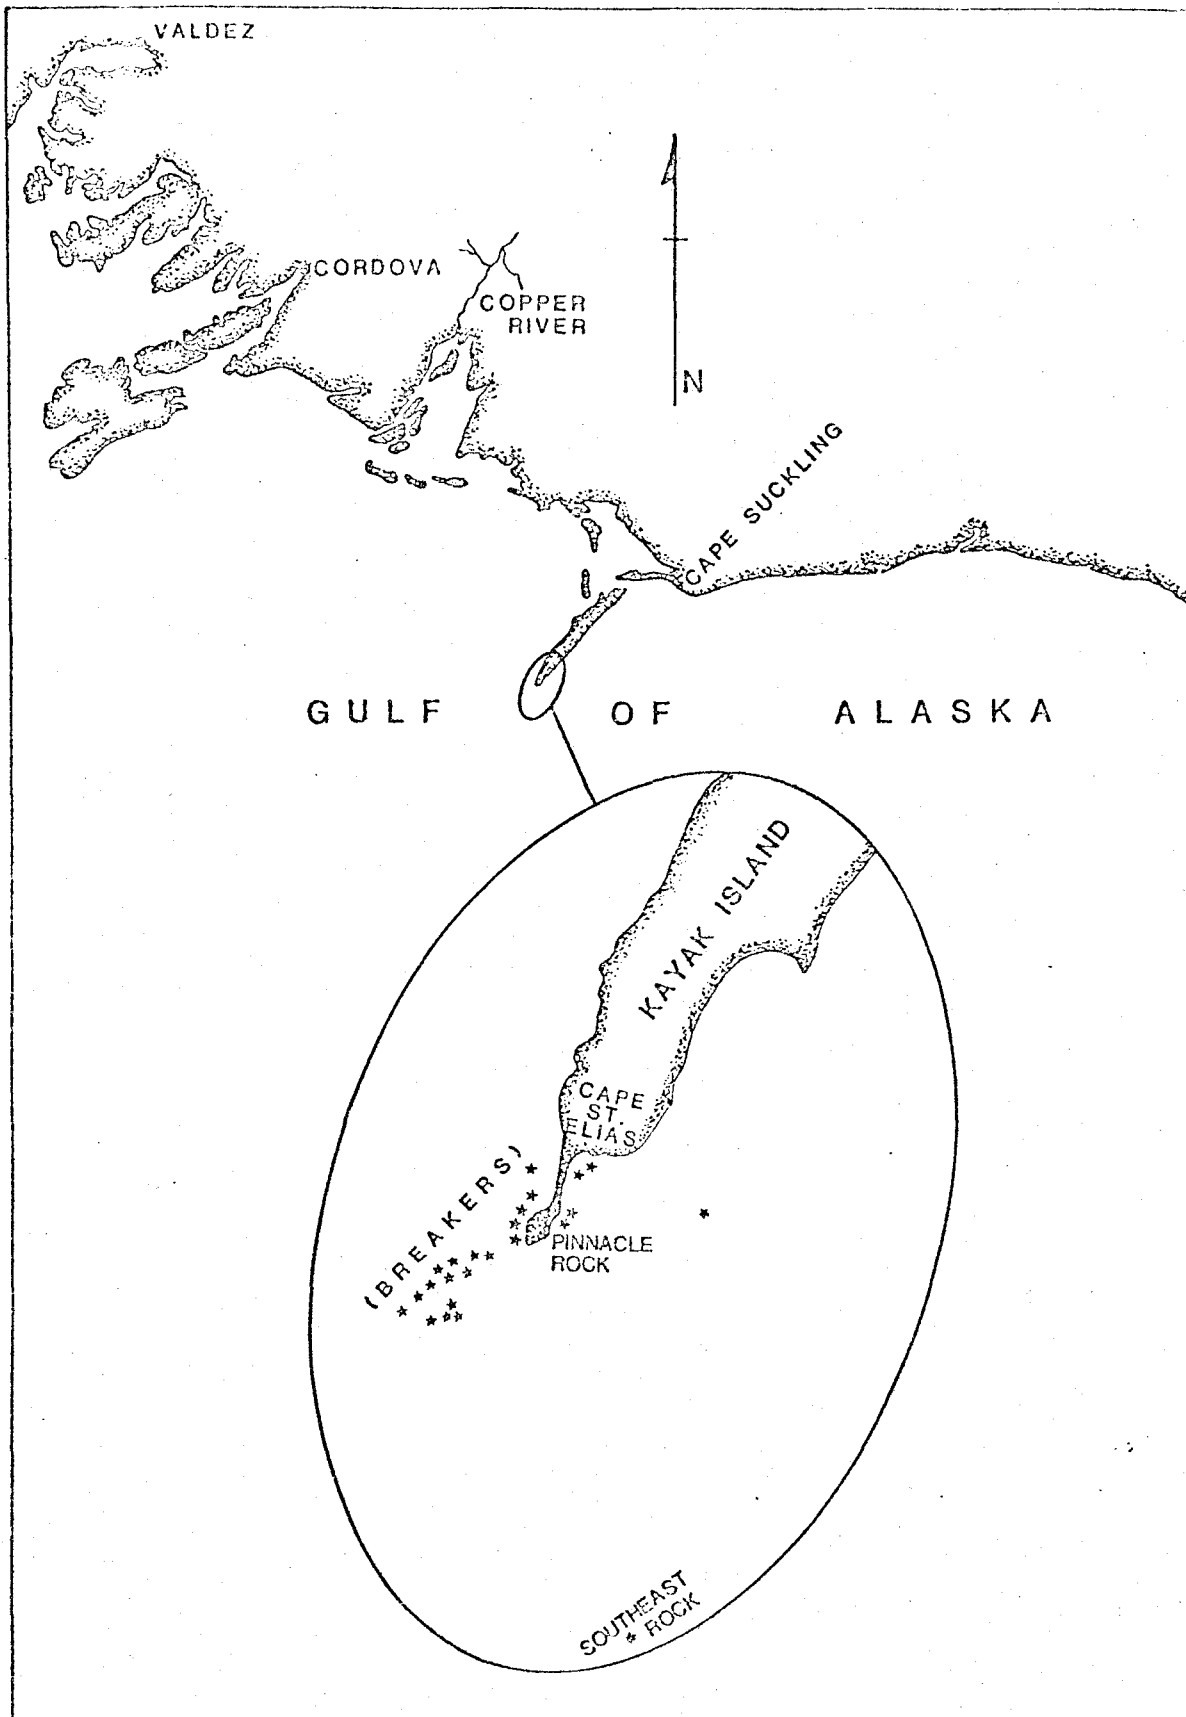 VALDEZ
CORDOVA
COPPER
RIVER
N
CAPE SUCKLING
GULF OF ALASKA
KAYAK ISLAND
CAPE
ST.
ELIAS
(BREAKERS)
PINNACLE
ROCK
SOUTHEAST
ROCK